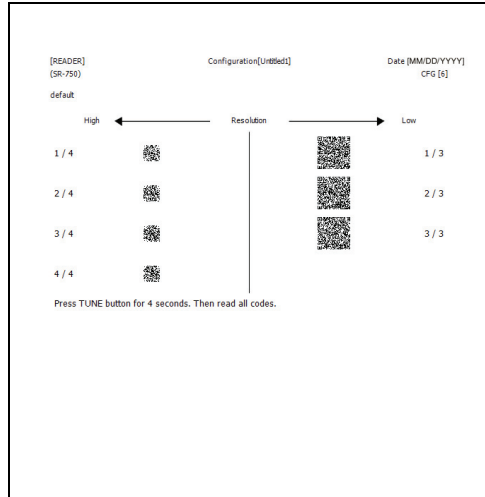 [READER] Configuration[Untitled1] Date [MM/DD/YYYY]
(SR-750) CFG [6]
default
High Resolution Low
1 / 4 1 / 3
2 / 4 2 / 3
3 / 4 3 / 3
4 / 4
Press TUNE button for 4 seconds. Then read all codes.